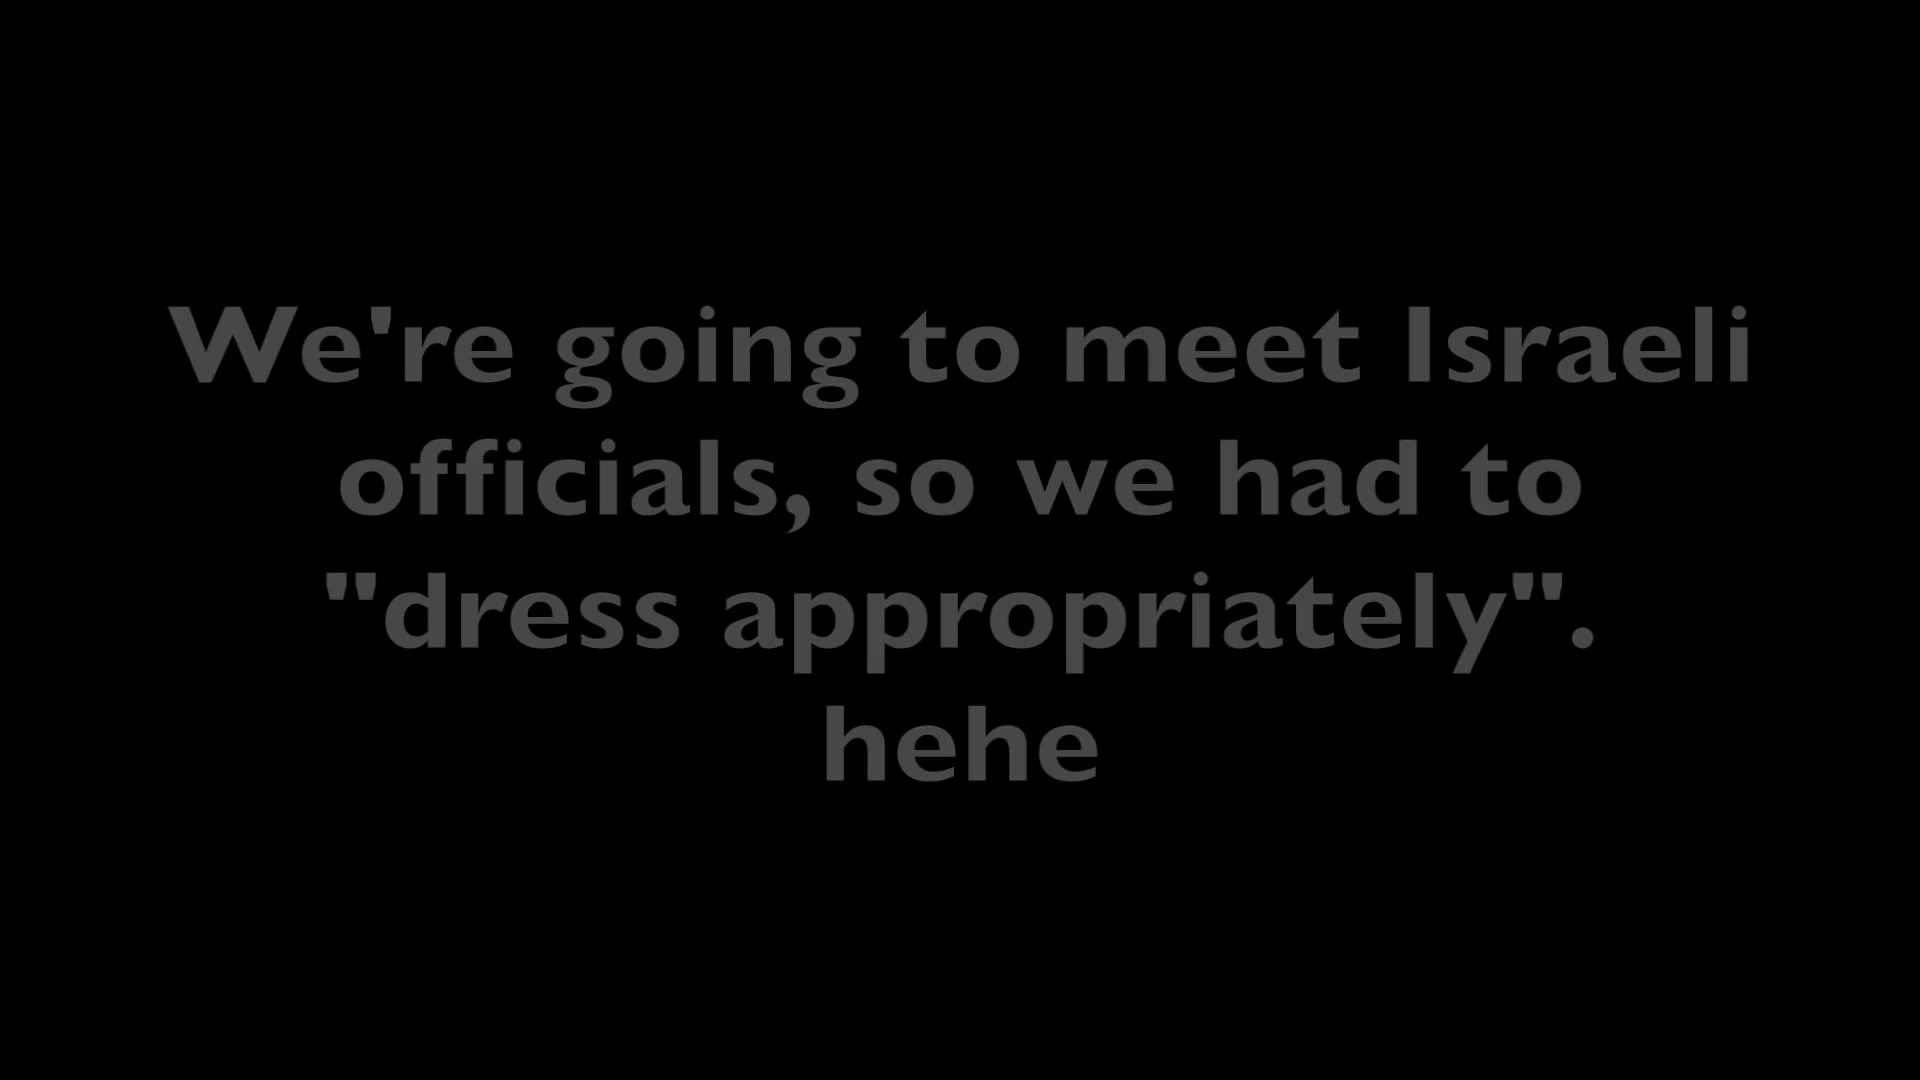 We're going to meet Israeli
officials, so we had to
"dress appropriately".
hehe